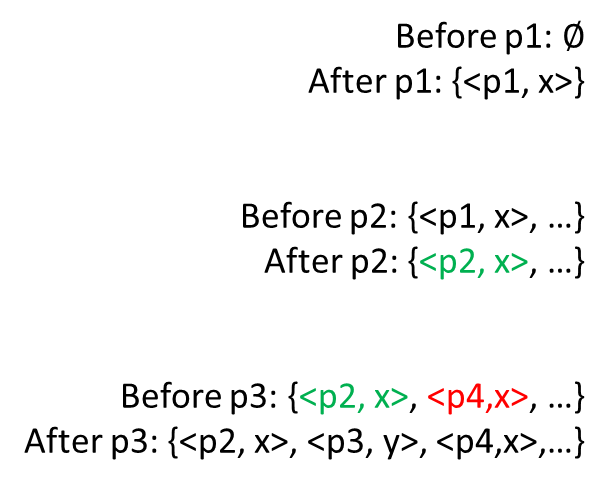 Before p1: Ø
After p1: {<p1, x>}
Before p2: {<p1, x>, ...}
After p2: {<p2, x>, ...}
Before p3: {<p2, x>, <p4,x>, ...}
After p3: {<p2, x>, <p3, y>, <p4,x>,...}